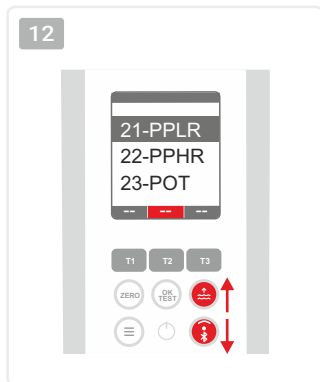 12
21-PPLR
22-PPHR
23-POT
-- -- --
T1 T2 T3
ZERO OK TEST